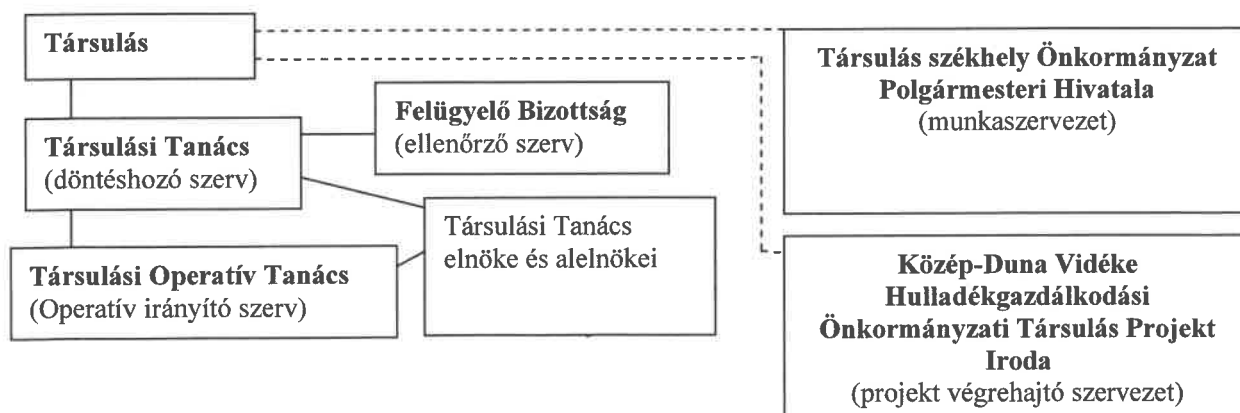 Társulás
Társulási Tanács
(döntéshozó szerv)
Társulási Operatív Tanács
(Operatív irányító szerv)
Felügyelő Bizottság
(ellenőrző szerv)
Társulási Tanács
elnöke és alelnökei
Társulás székhely Önkormányzat
Polgármesteri Hivatala
(munkaszervezet)
Közép-Duna Vidéke
Hulladékgazdálkodási
Önkormányzati Társulás Projekt
Iroda
(projekt végrehajtó szervezet)